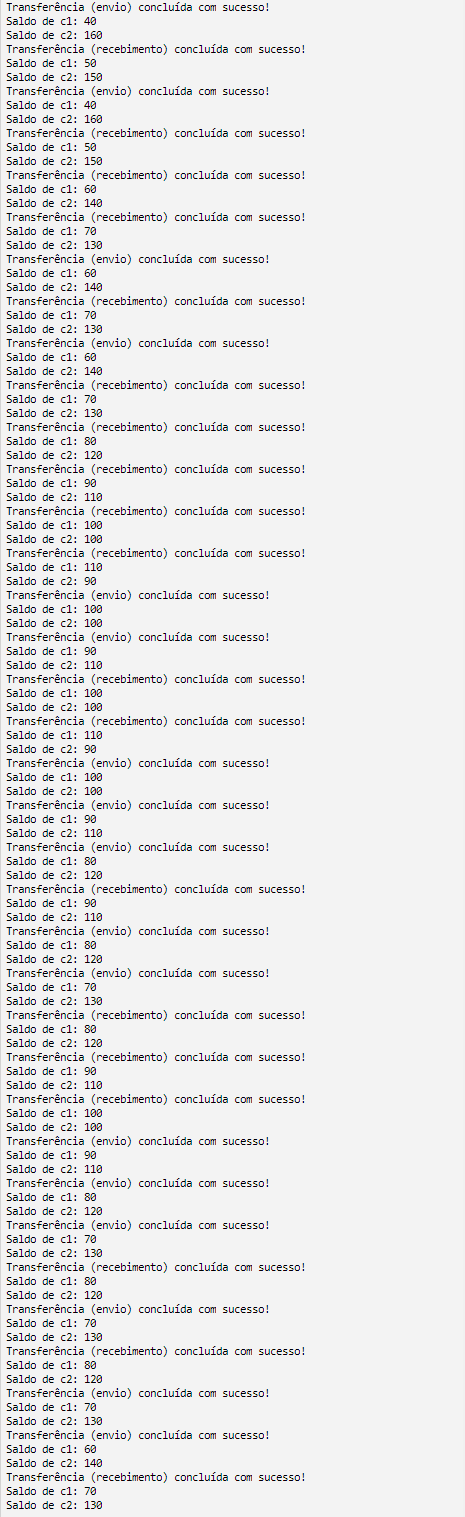 Transferência (envio) concluída com sucesso!
Saldo de c1: 40
Saldo de c2: 160
Transferência (recebimento) concluída com sucesso!
Saldo de c1: 50
Saldo de c2: 150
Transferência (envio) concluída com sucesso!
Saldo de c1: 40
Saldo de c2: 160
Transferência (recebimento) concluída com sucesso!
Saldo de c1: 50
Saldo de c2: 150
Transferência (recebimento) concluída com sucesso!
Saldo de c1: 60
Saldo de c2: 140
Transferência (recebimento) concluída com sucesso!
Saldo de c1: 70
Saldo de c2: 130
Transferência (envio) concluída com sucesso!
Saldo de c1: 60
Saldo de c2: 140
Transferência (recebimento) concluída com sucesso!
Saldo de c1: 70
Saldo de c2: 130
Transferência (envio) concluída com sucesso!
Saldo de c1: 60
Saldo de c2: 140
Transferência (recebimento) concluída com sucesso!
Saldo de c1: 70
Saldo de c2: 130
Transferência (recebimento) concluída com sucesso!
Saldo de c1: 80
Saldo de c2: 120
Transferência (recebimento) concluída com sucesso!
Saldo de c1: 90
Saldo de c2: 110
Transferência (recebimento) concluída com sucesso!
Saldo de c1: 100
Saldo de c2: 100
Transferência (recebimento) concluída com sucesso!
Saldo de c1: 110
Saldo de c2: 90
Transferência (envio) concluída com sucesso!
Saldo de c1: 100
Saldo de c2: 100
Transferência (envio) concluída com sucesso!
Saldo de c1: 90
Saldo de c2: 110
Transferência (recebimento) concluída com sucesso!
Saldo de c1: 100
Saldo de c2: 100
Transferência (recebimento) concluída com sucesso!
Saldo de c1: 110
Saldo de c2: 90
Transferência (envio) concluída com sucesso!
Saldo de c1: 100
Saldo de c2: 100
Transferência (envio) concluída com sucesso!
Saldo de c1: 90
Saldo de c2: 110
Transferência (envio) concluída com sucesso!
Saldo de c1: 80
Saldo de c2: 120
Transferência (recebimento) concluída com sucesso!
Saldo de c1: 90
Saldo de c2: 110
Transferência (envio) concluída com sucesso!
Saldo de c1: 80
Saldo de c2: 120
Transferência (envio) concluída com sucesso!
Saldo de c1: 70
Saldo de c2: 130
Transferência (recebimento) concluída com sucesso!
Saldo de c1: 80
Saldo de c2: 120
Transferência (recebimento) concluída com sucesso!
Saldo de c1: 90
Saldo de c2: 110
Transferência (recebimento) concluída com sucesso!
Saldo de c1: 100
Saldo de c2: 100
Transferência (envio) concluída com sucesso!
Saldo de c1: 90
Saldo de c2: 110
Transferência (envio) concluída com sucesso!
Saldo de c1: 80
Saldo de c2: 120
Transferência (envio) concluída com sucesso!
Saldo de c1: 70
Saldo de c2: 130
Transferência (recebimento) concluída com sucesso!
Saldo de c1: 80
Saldo de c2: 120
Transferência (envio) concluída com sucesso!
Saldo de c1: 70
Saldo de c2: 130
Transferência (recebimento) concluída com sucesso!
Saldo de c1: 80
Saldo de c2: 120
Transferência (envio) concluída com sucesso!
Saldo de c1: 70
Saldo de c2: 130
Transferência (envio) concluída com sucesso!
Saldo de c1: 60
Saldo de c2: 140
Transferência (recebimento) concluída com sucesso!
Saldo de c1: 70
Saldo de c2: 130